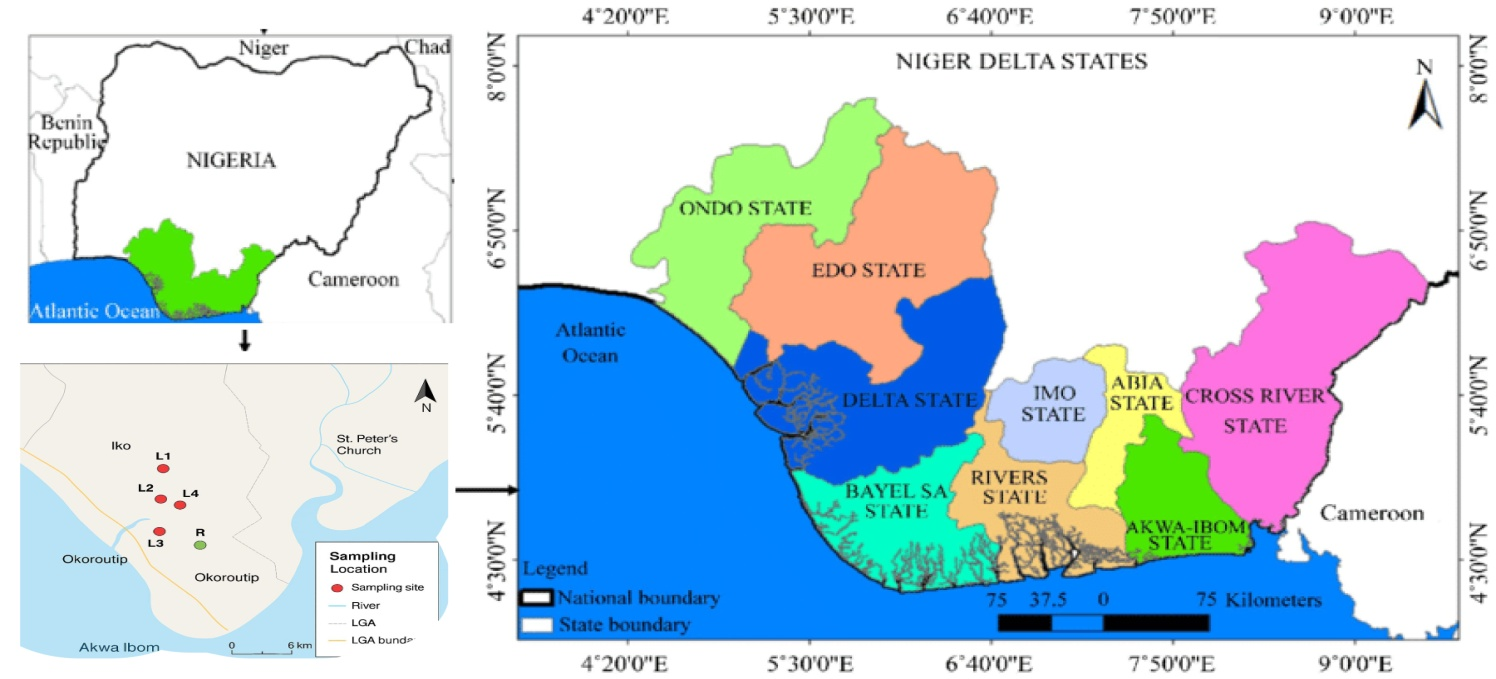 Niger
Chad
Benin
Republic
NIGERIA
Cameroon
Atlantic Ocean
Iko
L1
L2
L4
L3
R
St. Peter's
Church
Okoroutip
Okoroutip
Akwa Ibom
0
6 km
N
Sampling
Location
Sampling site
River
LGA
LGA bunda
4°20'0"E
5°30'0"E
6°40'0"E
7°50'0"E
9°0'0"E
NIGER DELTA STATES
N
8°0'0"N
6°50'0"N
5°40'0"N
4°30'0"N
8°0'0"N
6°50'0"N
5°40'0"N
4°30'0"N
ONDO STATE
EDO STATE
Atlantic
Ocean
DELTA STATE
IMO
STATE
ABIA
STATE
CROSS RIVER
STATE
BAYEL SA
STATE
RIVERS
STATE
AKWA-IBOM
STATE
Cameroon
Legend
National boundary
State boundary
75 37.5 0 75 Kilometers
4°20'0"E
5°30'0"E
6°40'0"E
7°50'0"E
9°0'0"E